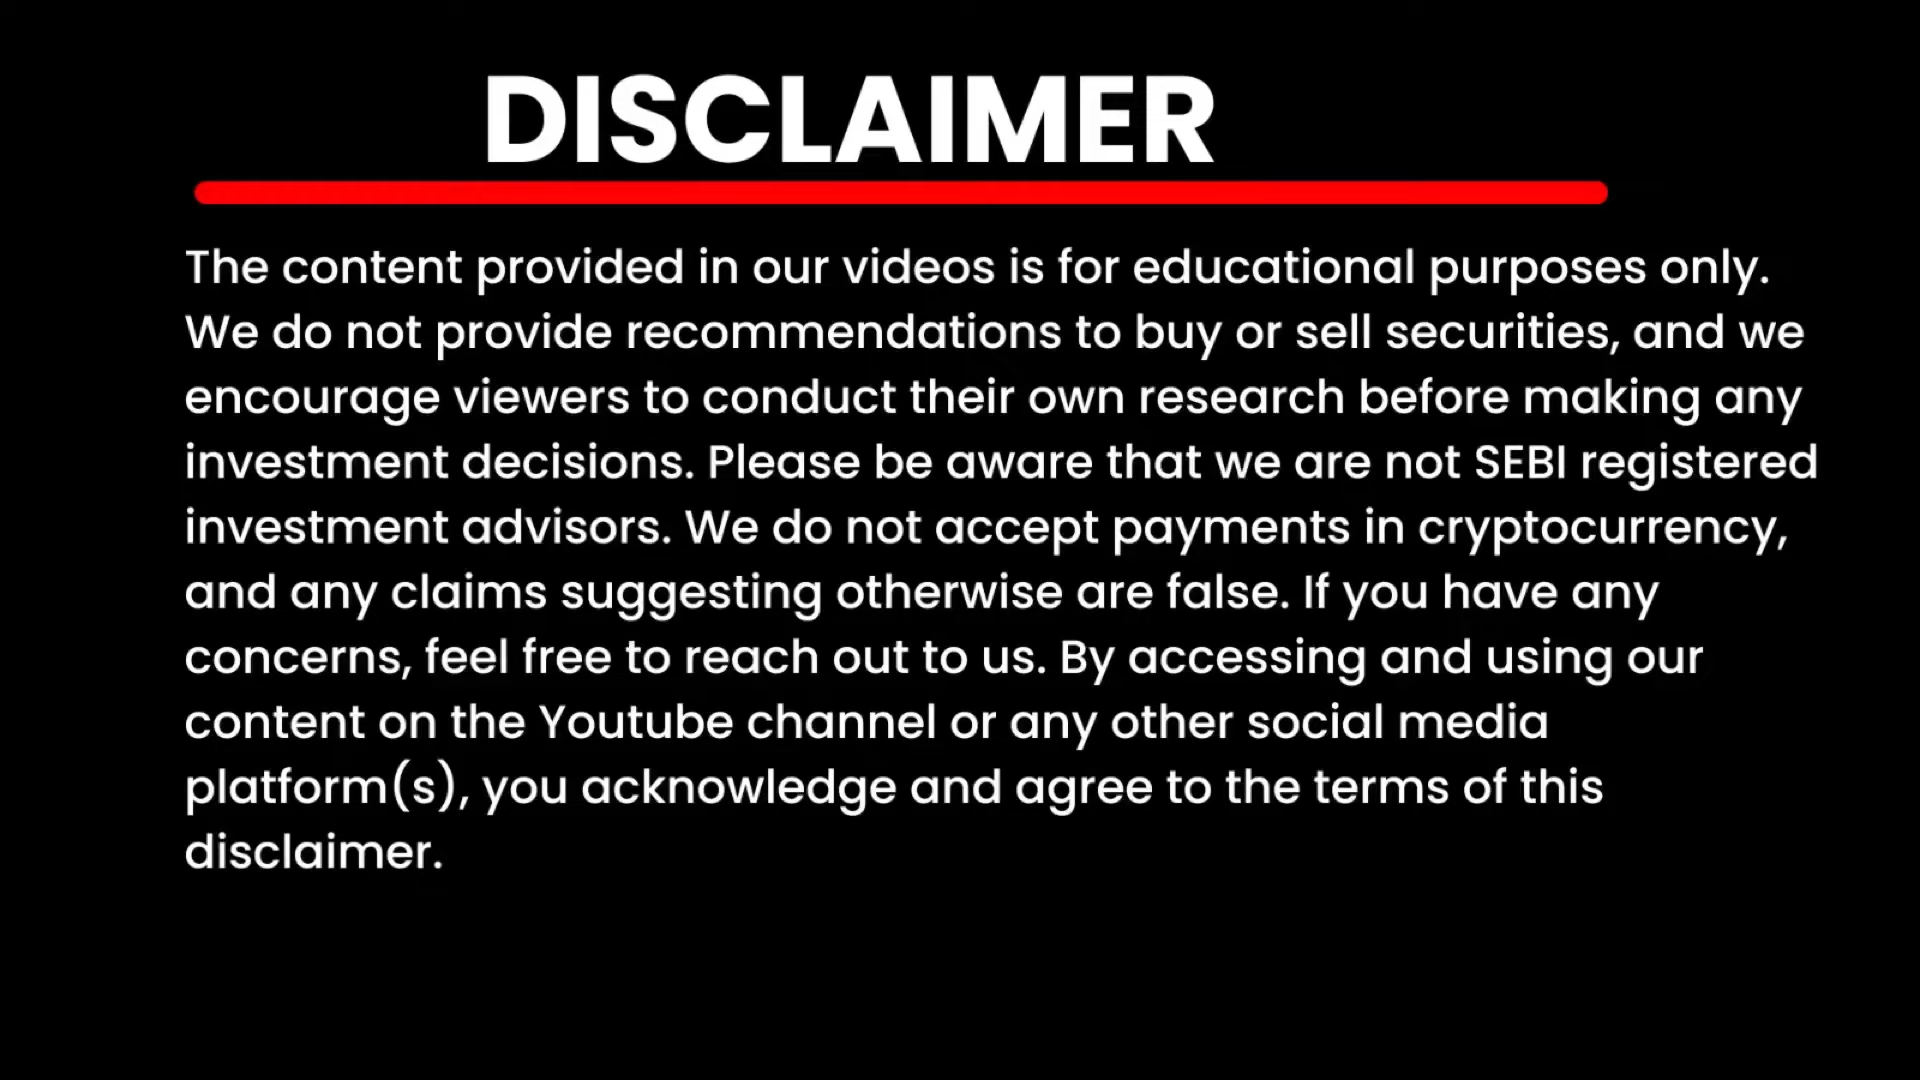 DISCLAIMER
The content provided in our videos is for educational purposes only.
We do not provide recommendations to buy or sell securities, and we
encourage viewers to conduct their own research before making any
investment decisions. Please be aware that we are not SEBI registered
investment advisors. We do not accept payments in cryptocurrency,
and any claims suggesting otherwise are false. If you have any
concerns, feel free to reach out to us. By accessing and using our
content on the Youtube channel or any other social media
platform(s), you acknowledge and agree to the terms of this
disclaimer.